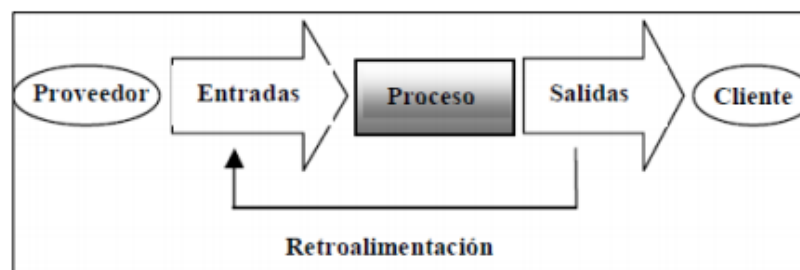 Proveedor
Entradas
Proceso
Salidas
Cliente
Retroalimentación